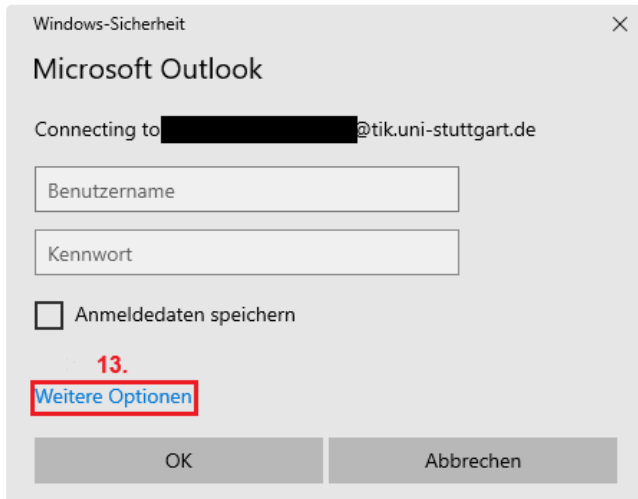 Windows-Sicherheit
Microsoft Outlook
Connecting to @tik.uni-stuttgart.de
Benutzername
Kennwort
Anmeldedaten speichern
13.
Weitere Optionen
OK Abbrechen